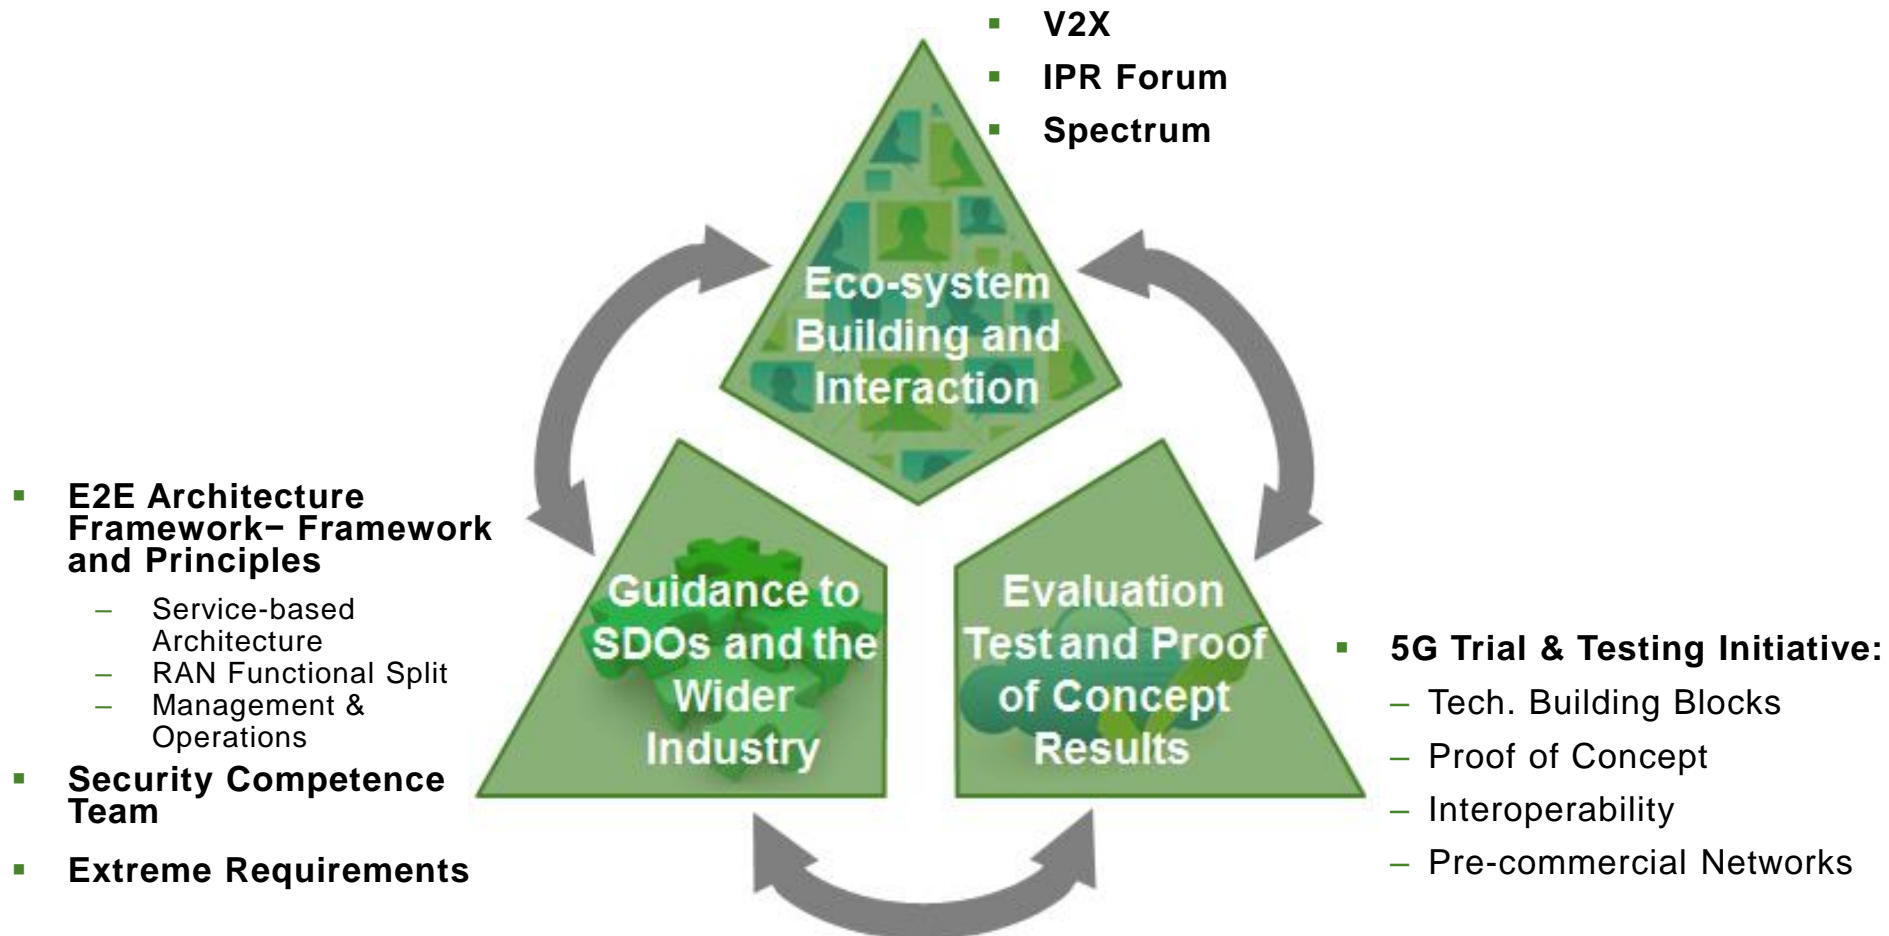 V2X
IPR Forum
Spectrum
Eco-system
Building and
Interaction
E2E Architecture
Framework− Framework
and Principles
– Service-based
Architecture
– RAN Functional Split
– Management &
Operations
Security Competence
Team
Extreme Requirements
Guidance to
SDOs and the
Wider
Industry
Evaluation
Test and Proof
of Concept
Results
5G Trial & Testing Initiative:
– Tech. Building Blocks
– Proof of Concept
– Interoperability
– Pre-commercial Networks